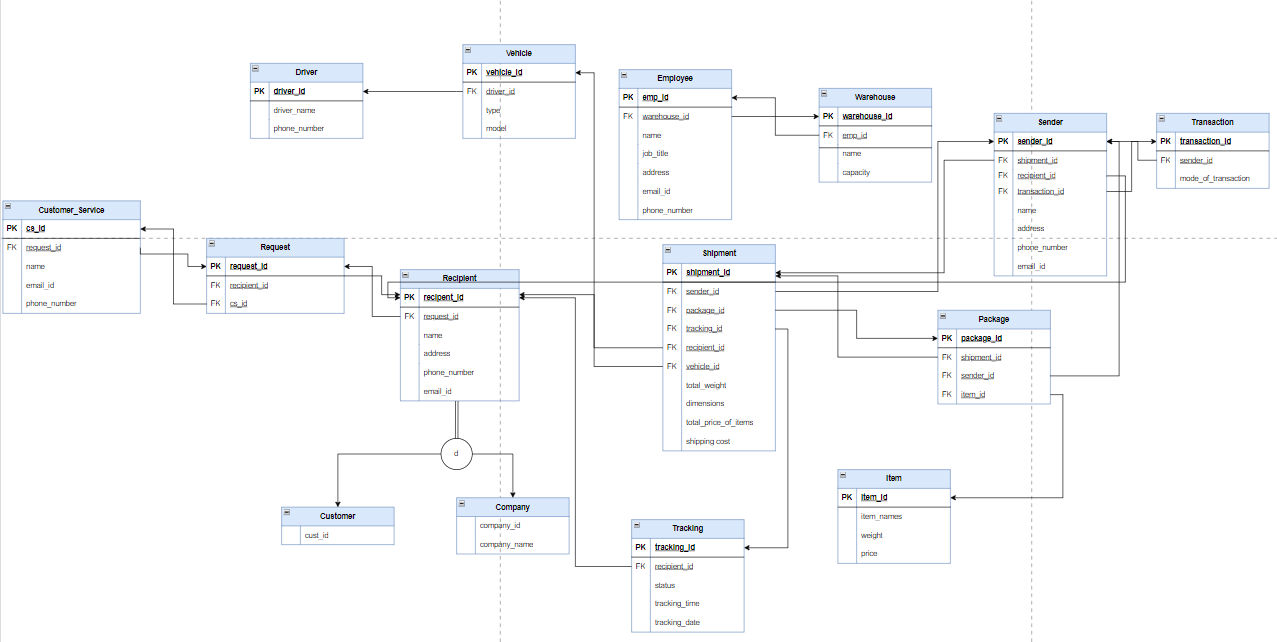 Driver
PK driver_id
driver_name
phone_number
Vehicle
PK vehicle_id
FK driver_id
type
model
Employee
PK emp_id
FK warehouse_id
name
job_title
address
email_id
phone_number
Warehouse
PK warehouse_id
FK emp_id
name
capacity
Sender
PK sender_id
FK shipment_id
FK recipient_id
FK transaction_id
name
address
phone_number
email_id
Transaction
PK transaction_id
FK sender_id
mode_of_transaction
Customer_Service
PK cs_id
FK request_id
name
email_id
phone_number
Request
PK request_id
FK recipient_id
FK cs_id
Recipient
PK recipent_id
FK request_id
name
address
phone_number
email_id
Shipment
PK shipment_id
FK sender_id
FK package_id
FK tracking_id
FK recipient_id
FK vehicle_id
total_weight
dimensions
total_price_of_items
shipping cost
Package
PK package_id
FK shipment_id
FK sender_id
FK item_id
d
Customer
cust_id
Company
company_id
company_name
Tracking
PK tracking_id
FK recipient_id
status
tracking_time
tracking_date
Item
PK item_id
item_names
weight
price